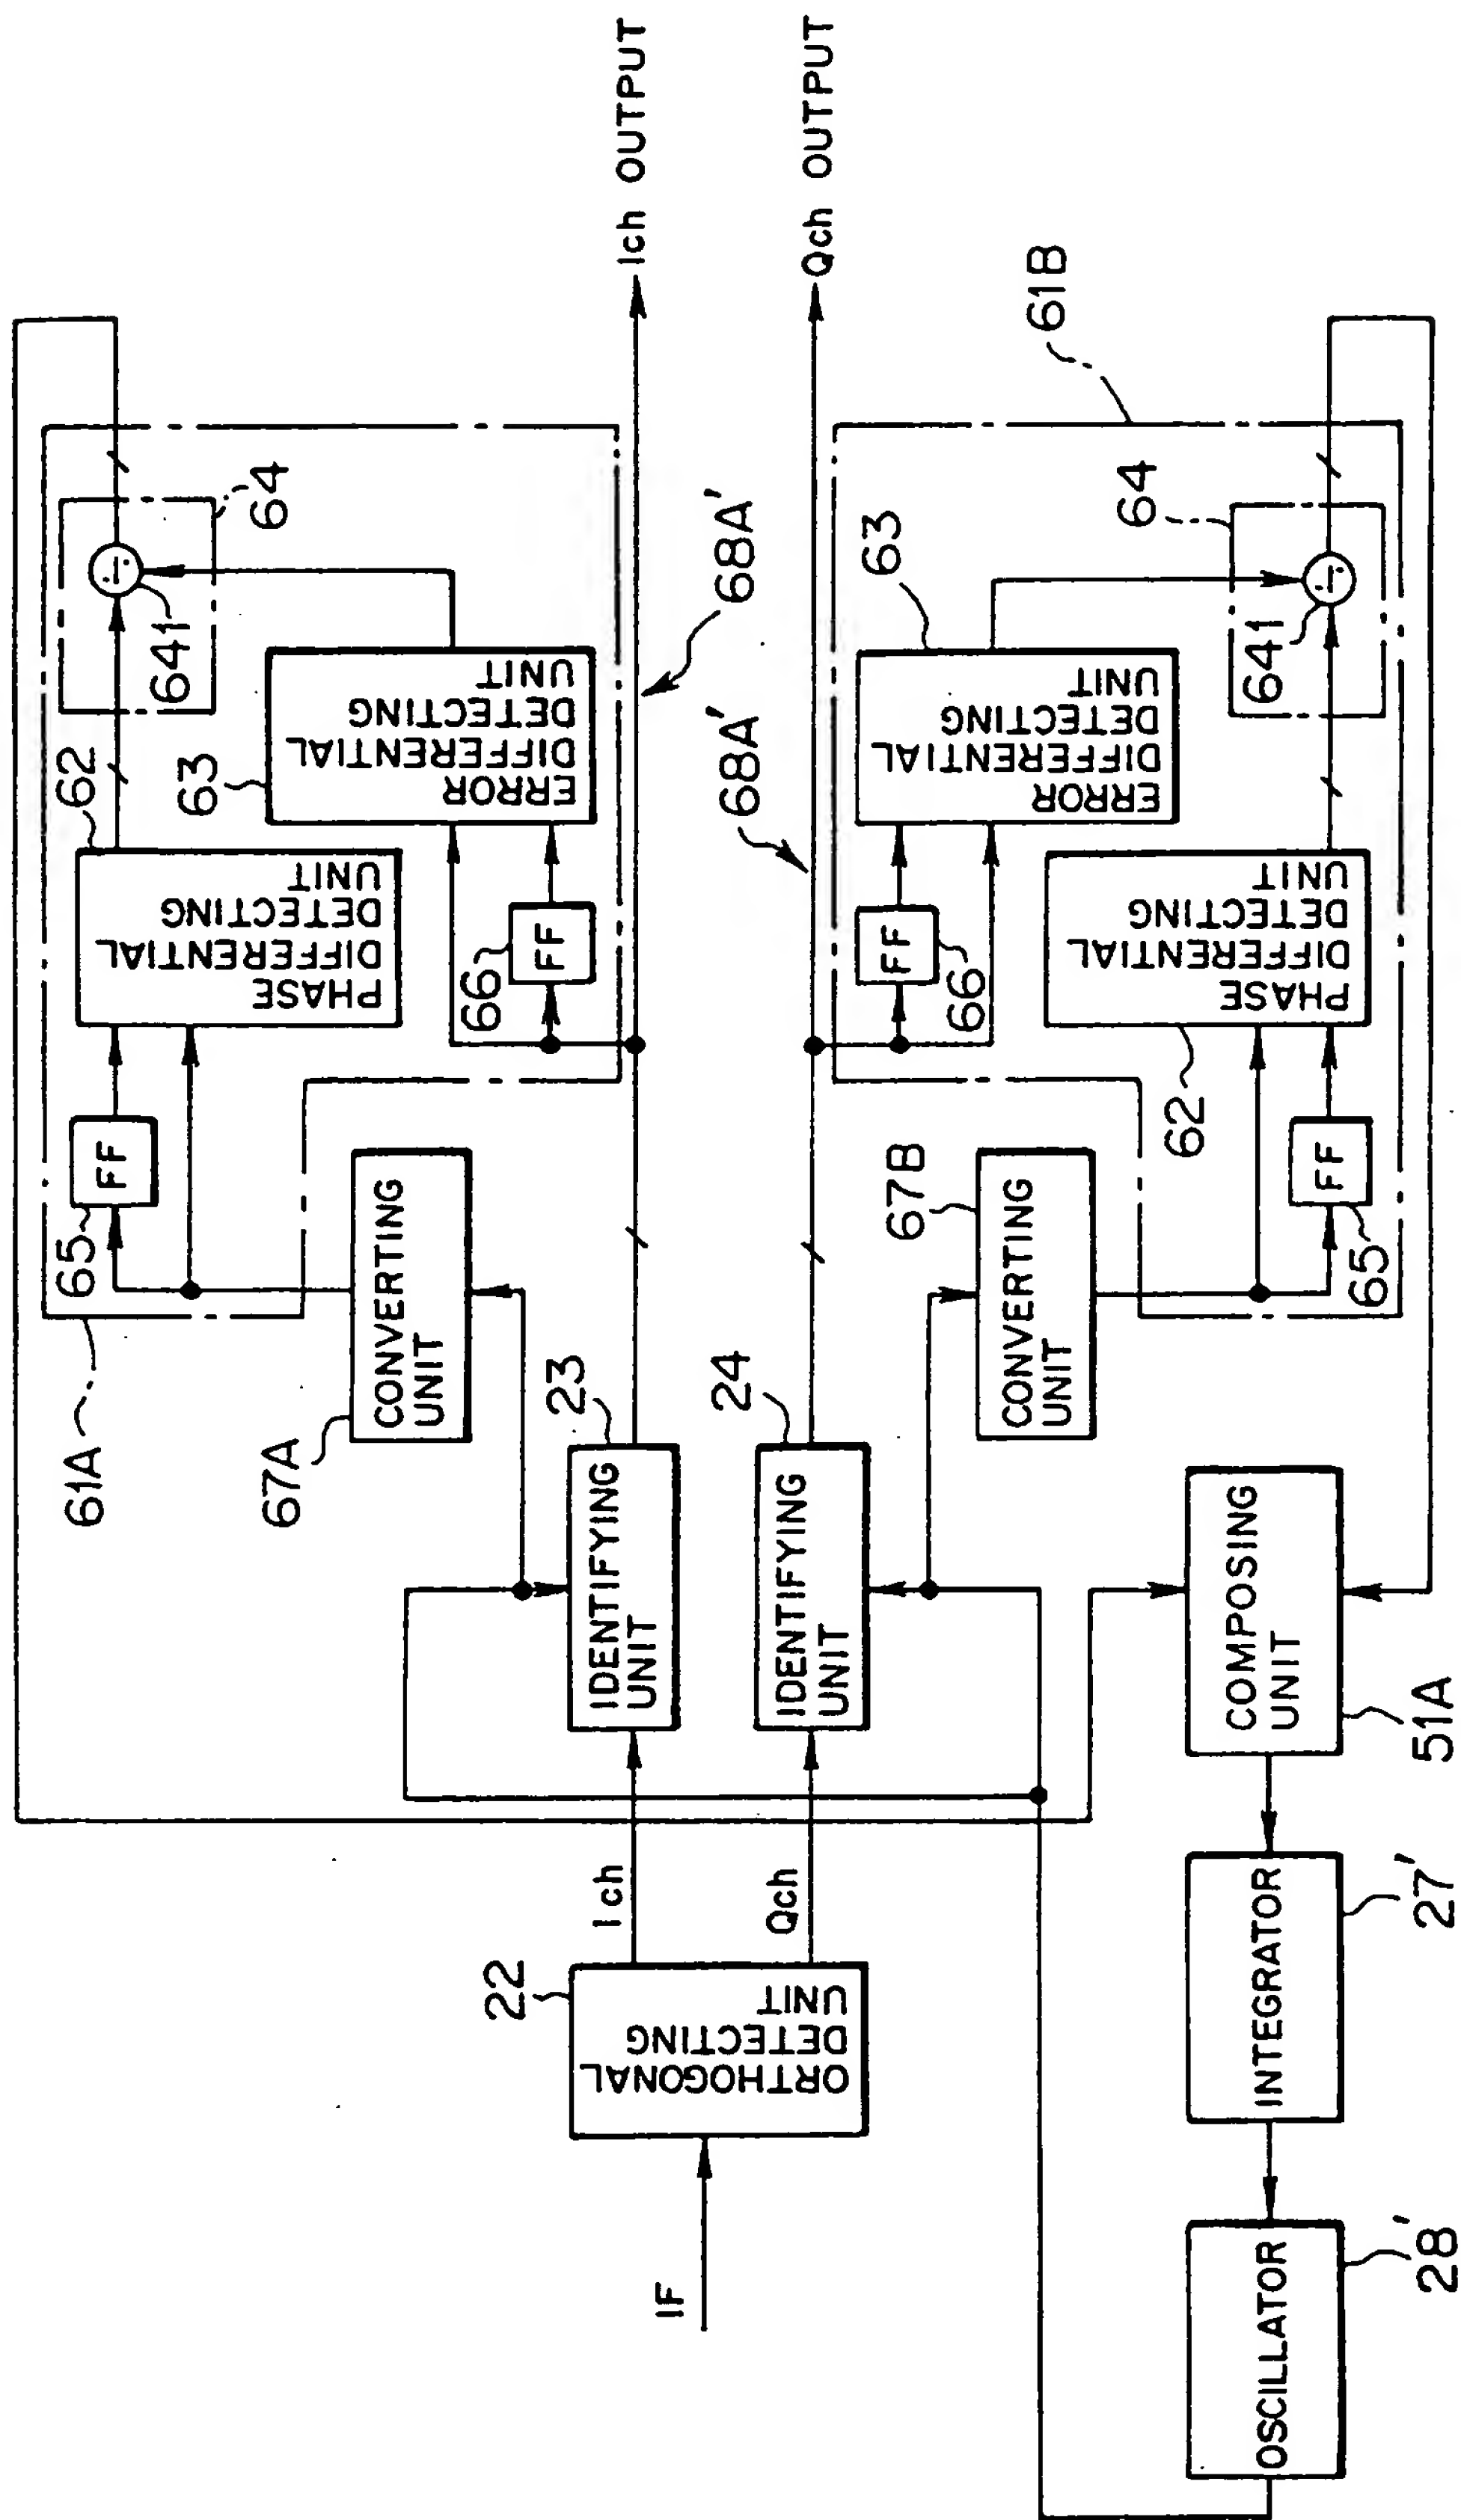 IF
22
ORTHOGONAL
DETECTING
UNIT
Ich
Qch
IDENTIFYING
UNIT
23
IDENTIFYING
UNIT
24
CONVERTING
UNIT
67A
CONVERTING
UNIT
67B
61A
65
FF
PHASE
DIFFERENTIAL
DETECTING
UNIT
62
66
FF
ERROR
DIFFERENTIAL
DETECTING
UNIT
63
641
64
68A'
Ich OUTPUT
68A'
Qch OUTPUT
61B
FF
66
ERROR
DIFFERENTIAL
DETECTING
UNIT
63
FF
65
PHASE
DIFFERENTIAL
DETECTING
UNIT
62
641
64
COMPOSING
UNIT
51A
INTEGRATOR
27'
OSCILLATOR
28'